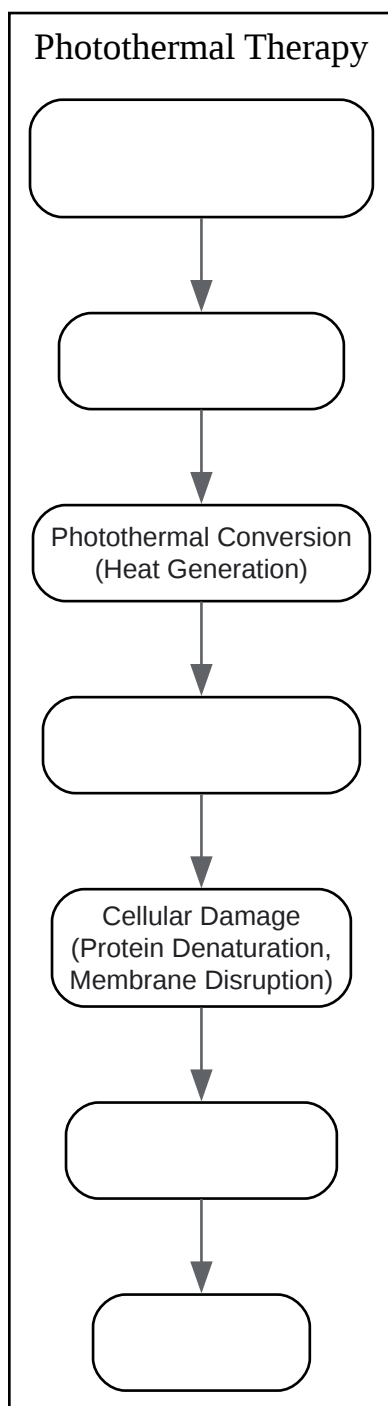 Photothermal Therapy
Photothermal Conversion
(Heat Generation)
Cellular Damage
(Protein Denaturation,
Membrane Disruption)